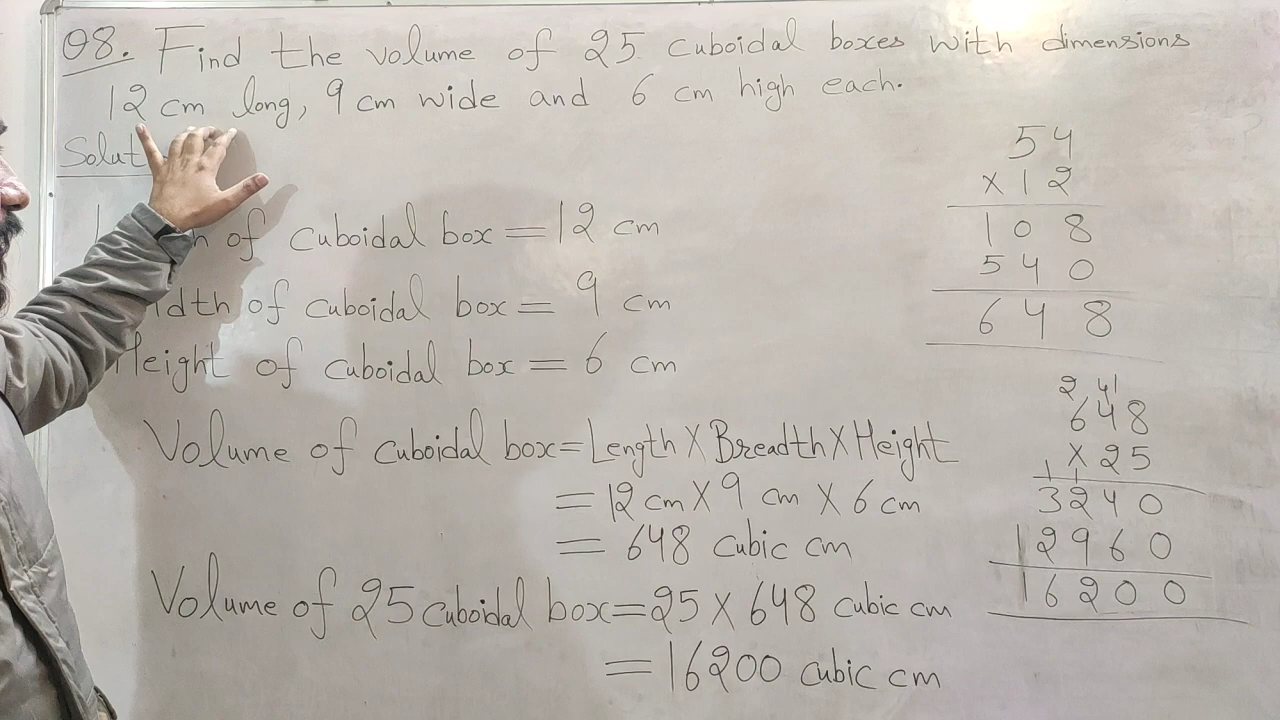 08. Find the volume of 25 cuboidal boxes with dimensions
12 cm long, 9 cm wide and 6 cm high each.
Solut
of cuboidal box = 12 cm
idth of cuboidal box = 9 cm
Height of cuboidal box = 6 cm
Volume of cuboidal box = Length X Breadth X Height
= 12 cm X 9 cm X 6 cm
= 648 cubic cm
Volume of 25 cuboidal box = 25 X 648 cubic cm
= 16200 cubic cm
54
x 12
108
540
648
2 41
648
x 25
1 1
3240
12960
16200